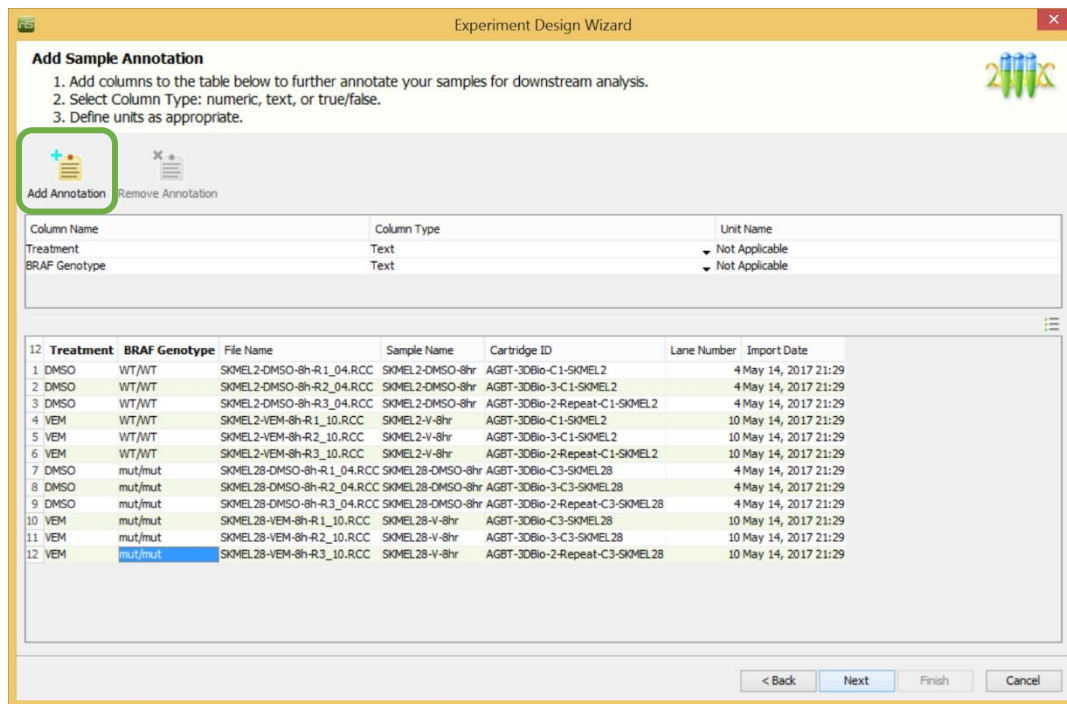 nS
Experiment Design Wizard
Add Sample Annotation
1. Add columns to the table below to further annotate your samples for downstream analysis.
2. Select Column Type: numeric, text, or true/false.
3. Define units as appropriate.
Add Annotation Remove Annotation
Column Name Column Type Unit Name
Treatment Text Not Applicable
BRAF Genotype Text Not Applicable
12 Treatment BRAF Genotype File Name Sample Name Cartridge ID Lane Number Import Date
1 DMSO WT/WT SKMEL2-DMSO-8h-R1_04.RCC SKMEL2-DMSO-8hr AGBT-3DBio-C1-SKMEL2 4 May 14, 2017 21:29
2 DMSO WT/WT SKMEL2-DMSO-8h-R2_04.RCC SKMEL2-DMSO-8hr AGBT-3DBio-3-C1-SKMEL2 4 May 14, 2017 21:29
3 DMSO WT/WT SKMEL2-DMSO-8h-R3_04.RCC SKMEL2-DMSO-8hr AGBT-3DBio-2-Repeat-C1-SKMEL2 4 May 14, 2017 21:29
4 VEM WT/WT SKMEL2-VEM-8h-R1_10.RCC SKMEL2-V-8hr AGBT-3DBio-C1-SKMEL2 10 May 14, 2017 21:29
5 VEM WT/WT SKMEL2-VEM-8h-R2_10.RCC SKMEL2-V-8hr AGBT-3DBio-3-C1-SKMEL2 10 May 14, 2017 21:29
6 VEM WT/WT SKMEL2-VEM-8h-R3_10.RCC SKMEL2-V-8hr AGBT-3DBio-2-Repeat-C1-SKMEL2 10 May 14, 2017 21:29
7 DMSO mut/mut SKMEL28-DMSO-8h-R1_04.RCC SKMEL28-DMSO-8hr AGBT-3DBio-C3-SKMEL28 4 May 14, 2017 21:29
8 DMSO mut/mut SKMEL28-DMSO-8h-R2_04.RCC SKMEL28-DMSO-8hr AGBT-3DBio-3-C3-SKMEL28 4 May 14, 2017 21:29
9 DMSO mut/mut SKMEL28-DMSO-8h-R3_04.RCC SKMEL28-DMSO-8hr AGBT-3DBio-2-Repeat-C3-SKMEL28 4 May 14, 2017 21:29
10 VEM mut/mut SKMEL28-VEM-8h-R1_10.RCC SKMEL28-V-8hr AGBT-3DBio-C3-SKMEL28 10 May 14, 2017 21:29
11 VEM mut/mut SKMEL28-VEM-8h-R2_10.RCC SKMEL28-V-8hr AGBT-3DBio-3-C3-SKMEL28 10 May 14, 2017 21:29
12 VEM mut/mut SKMEL28-VEM-8h-R3_10.RCC SKMEL28-V-8hr AGBT-3DBio-2-Repeat-C3-SKMEL28 10 May 14, 2017 21:29
< Back Next Finish Cancel